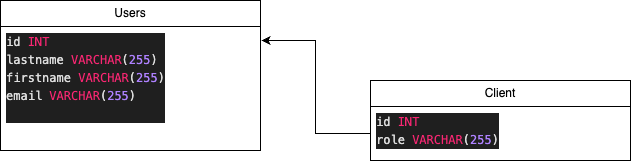 Users
id INT
lastname VARCHAR(255)
firstname VARCHAR(255)
email VARCHAR(255)
Client
id INT
role VARCHAR(255)